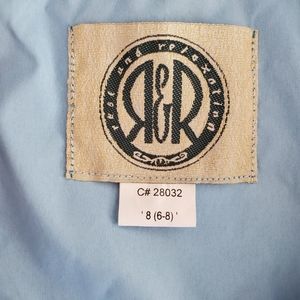 rest and relaxation
R&R
C# 28032
' 8 (6-8) '